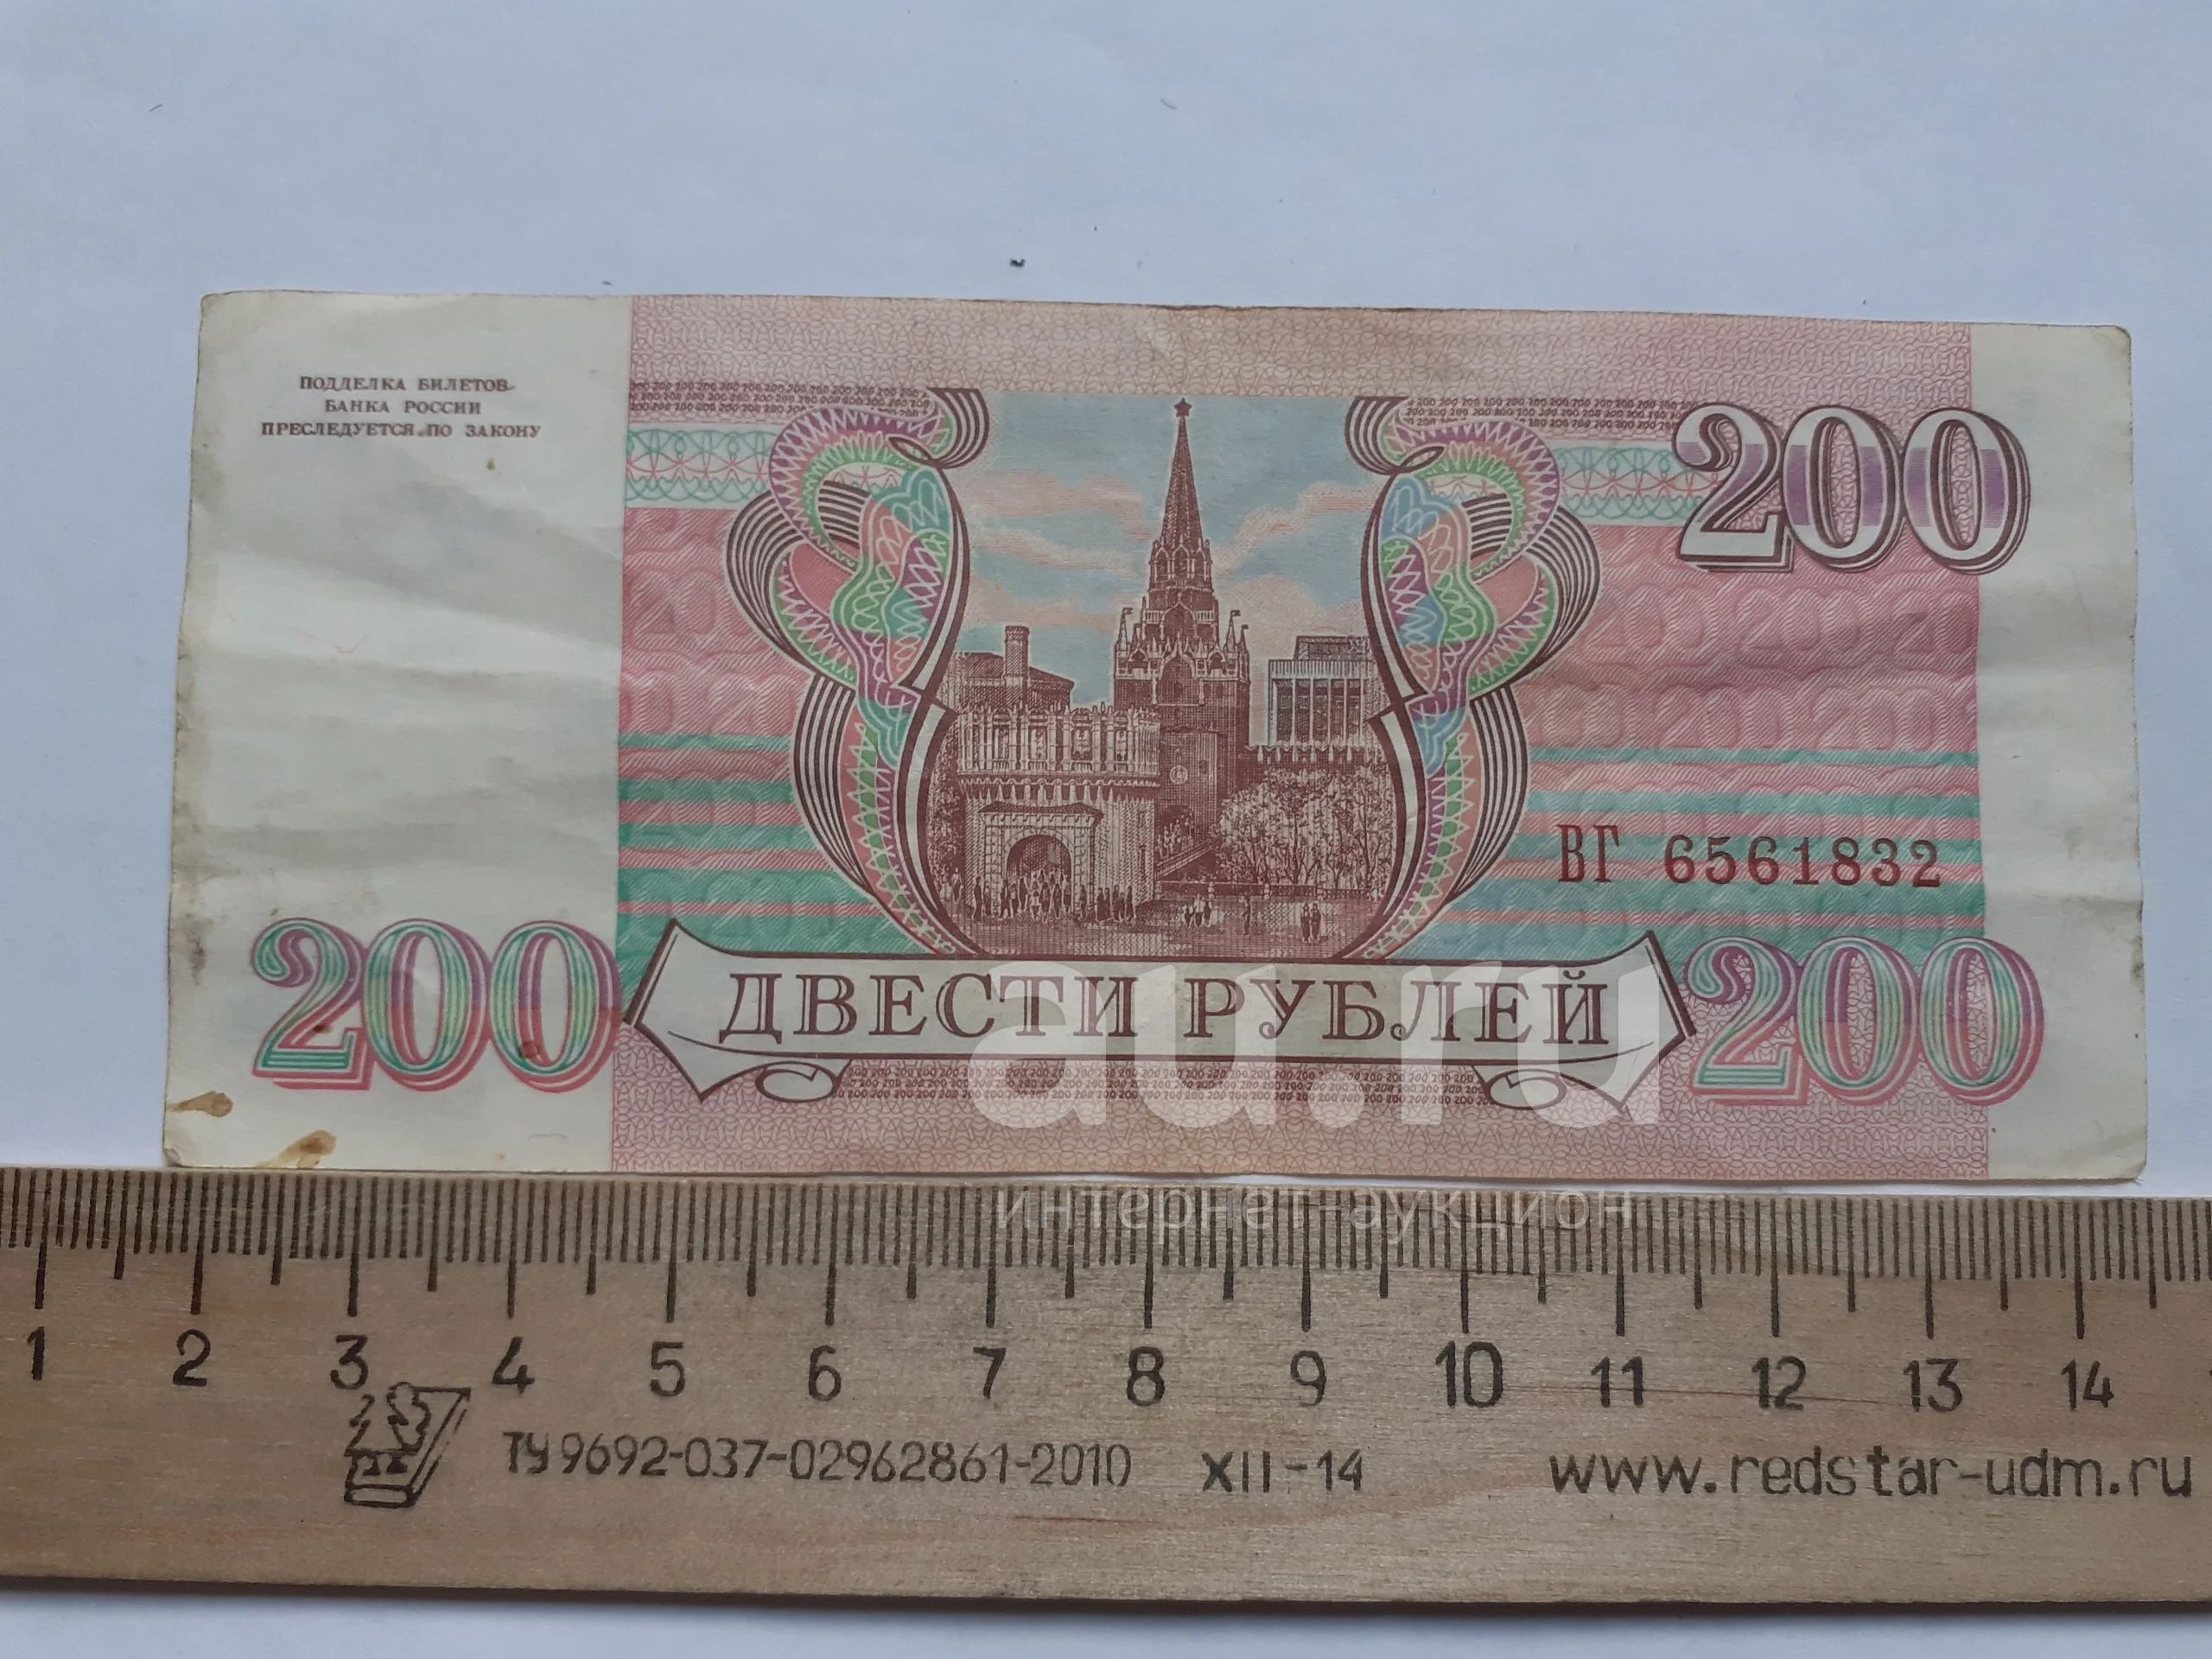 ПОДДЕЛКА БИЛЕТОВ
БАНКА РОССИИ
ПРЕСЛЕДУЕТСЯ ПО ЗАКОНУ
200
ВГ 6561832
200
ДВЕСТИ РУБЛЕЙ
200
au.ru
интернет-аукцион
1 2 3 4 5 6 7 8 9 10 11 12 13 14
ТУ 9692-037-02962861-2010 XII-14 www.redstar-udm.ru